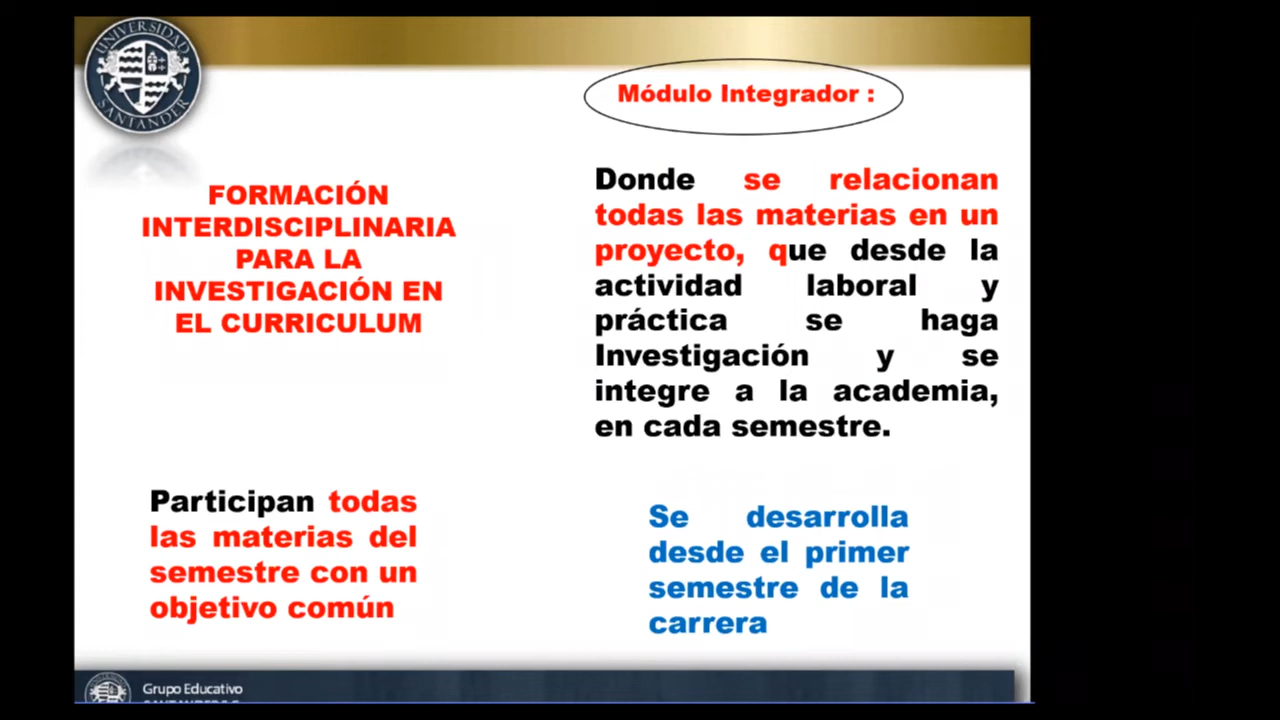 UNIVERSIDAD
SANTANDER
Módulo Integrador :
FORMACIÓN
INTERDISCIPLINARIA
PARA LA
INVESTIGACIÓN EN
EL CURRICULUM
Donde se relacionan
todas las materias en un
proyecto, que desde la
actividad laboral y
práctica se haga
Investigación y se
integre a la academia,
en cada semestre.
Participan todas
las materias del
semestre con un
objetivo común
Se desarrolla
desde el primer
semestre de la
carrera
Grupo Educativo